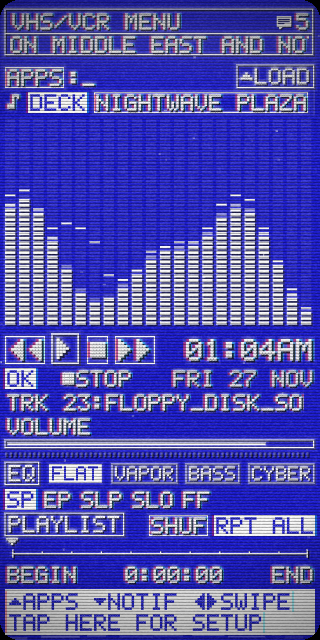 VHS/VCR MENU 5
ON MIDDLE EAST AND NO
APPS:_ LOAD
DECK NIGHTWAVE PLAZA
01:04AM
OK STOP FRI 27 NOV
TRK 23:FLOPPY_DISK_SO
VOLUME
EQ FLAT VAPOR BASS CYBER
SP EP SLP SLO FF
PLAYLIST SHUF RPT ALL
BEGIN 0:00:00 END
APPS NOTIF SWIPE
TAP HERE FOR SETUP